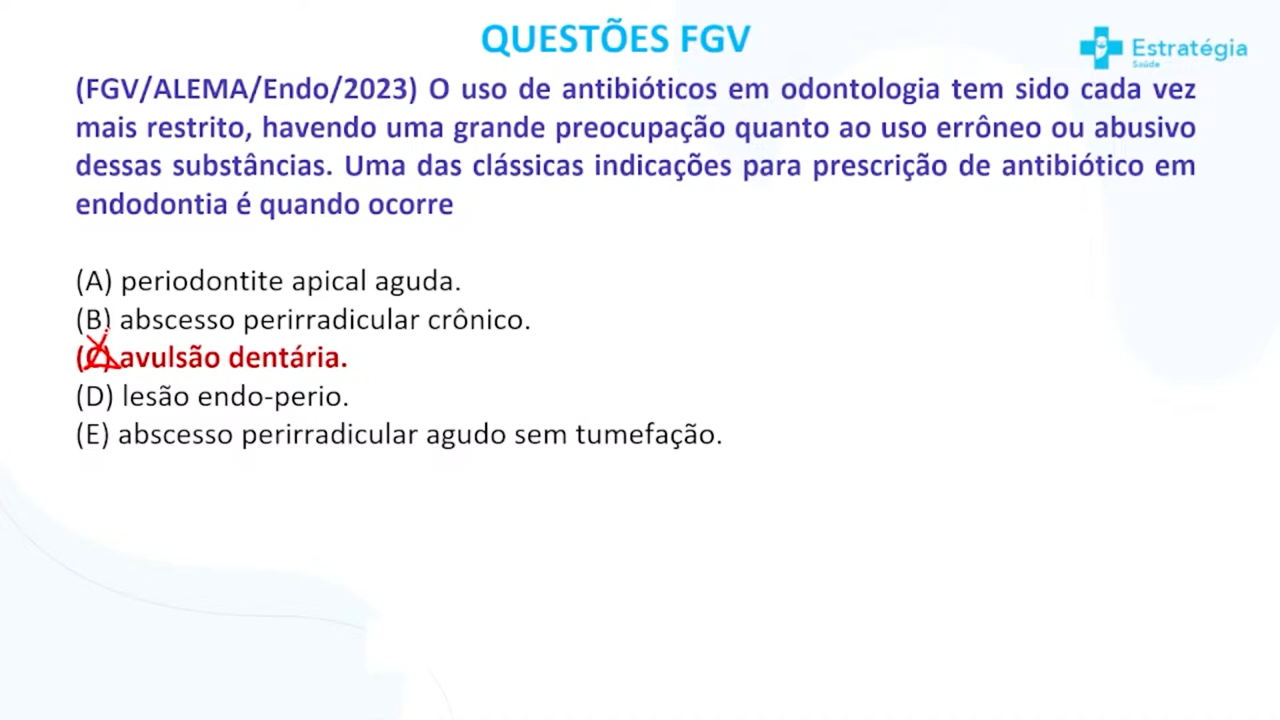 QUESTÕES FGV
Estratégia
Saúde
(FGV/ALEMA/Endo/2023) O uso de antibióticos em odontologia tem sido cada vez
mais restrito, havendo uma grande preocupação quanto ao uso errôneo ou abusivo
dessas substâncias. Uma das clássicas indicações para prescrição de antibiótico em
endodontia é quando ocorre
(A) periodontite apical aguda.
(B) abscesso perirradicular crônico.
(C) avulsão dentária.
(D) lesão endo-perio.
(E) abscesso perirradicular agudo sem tumefação.